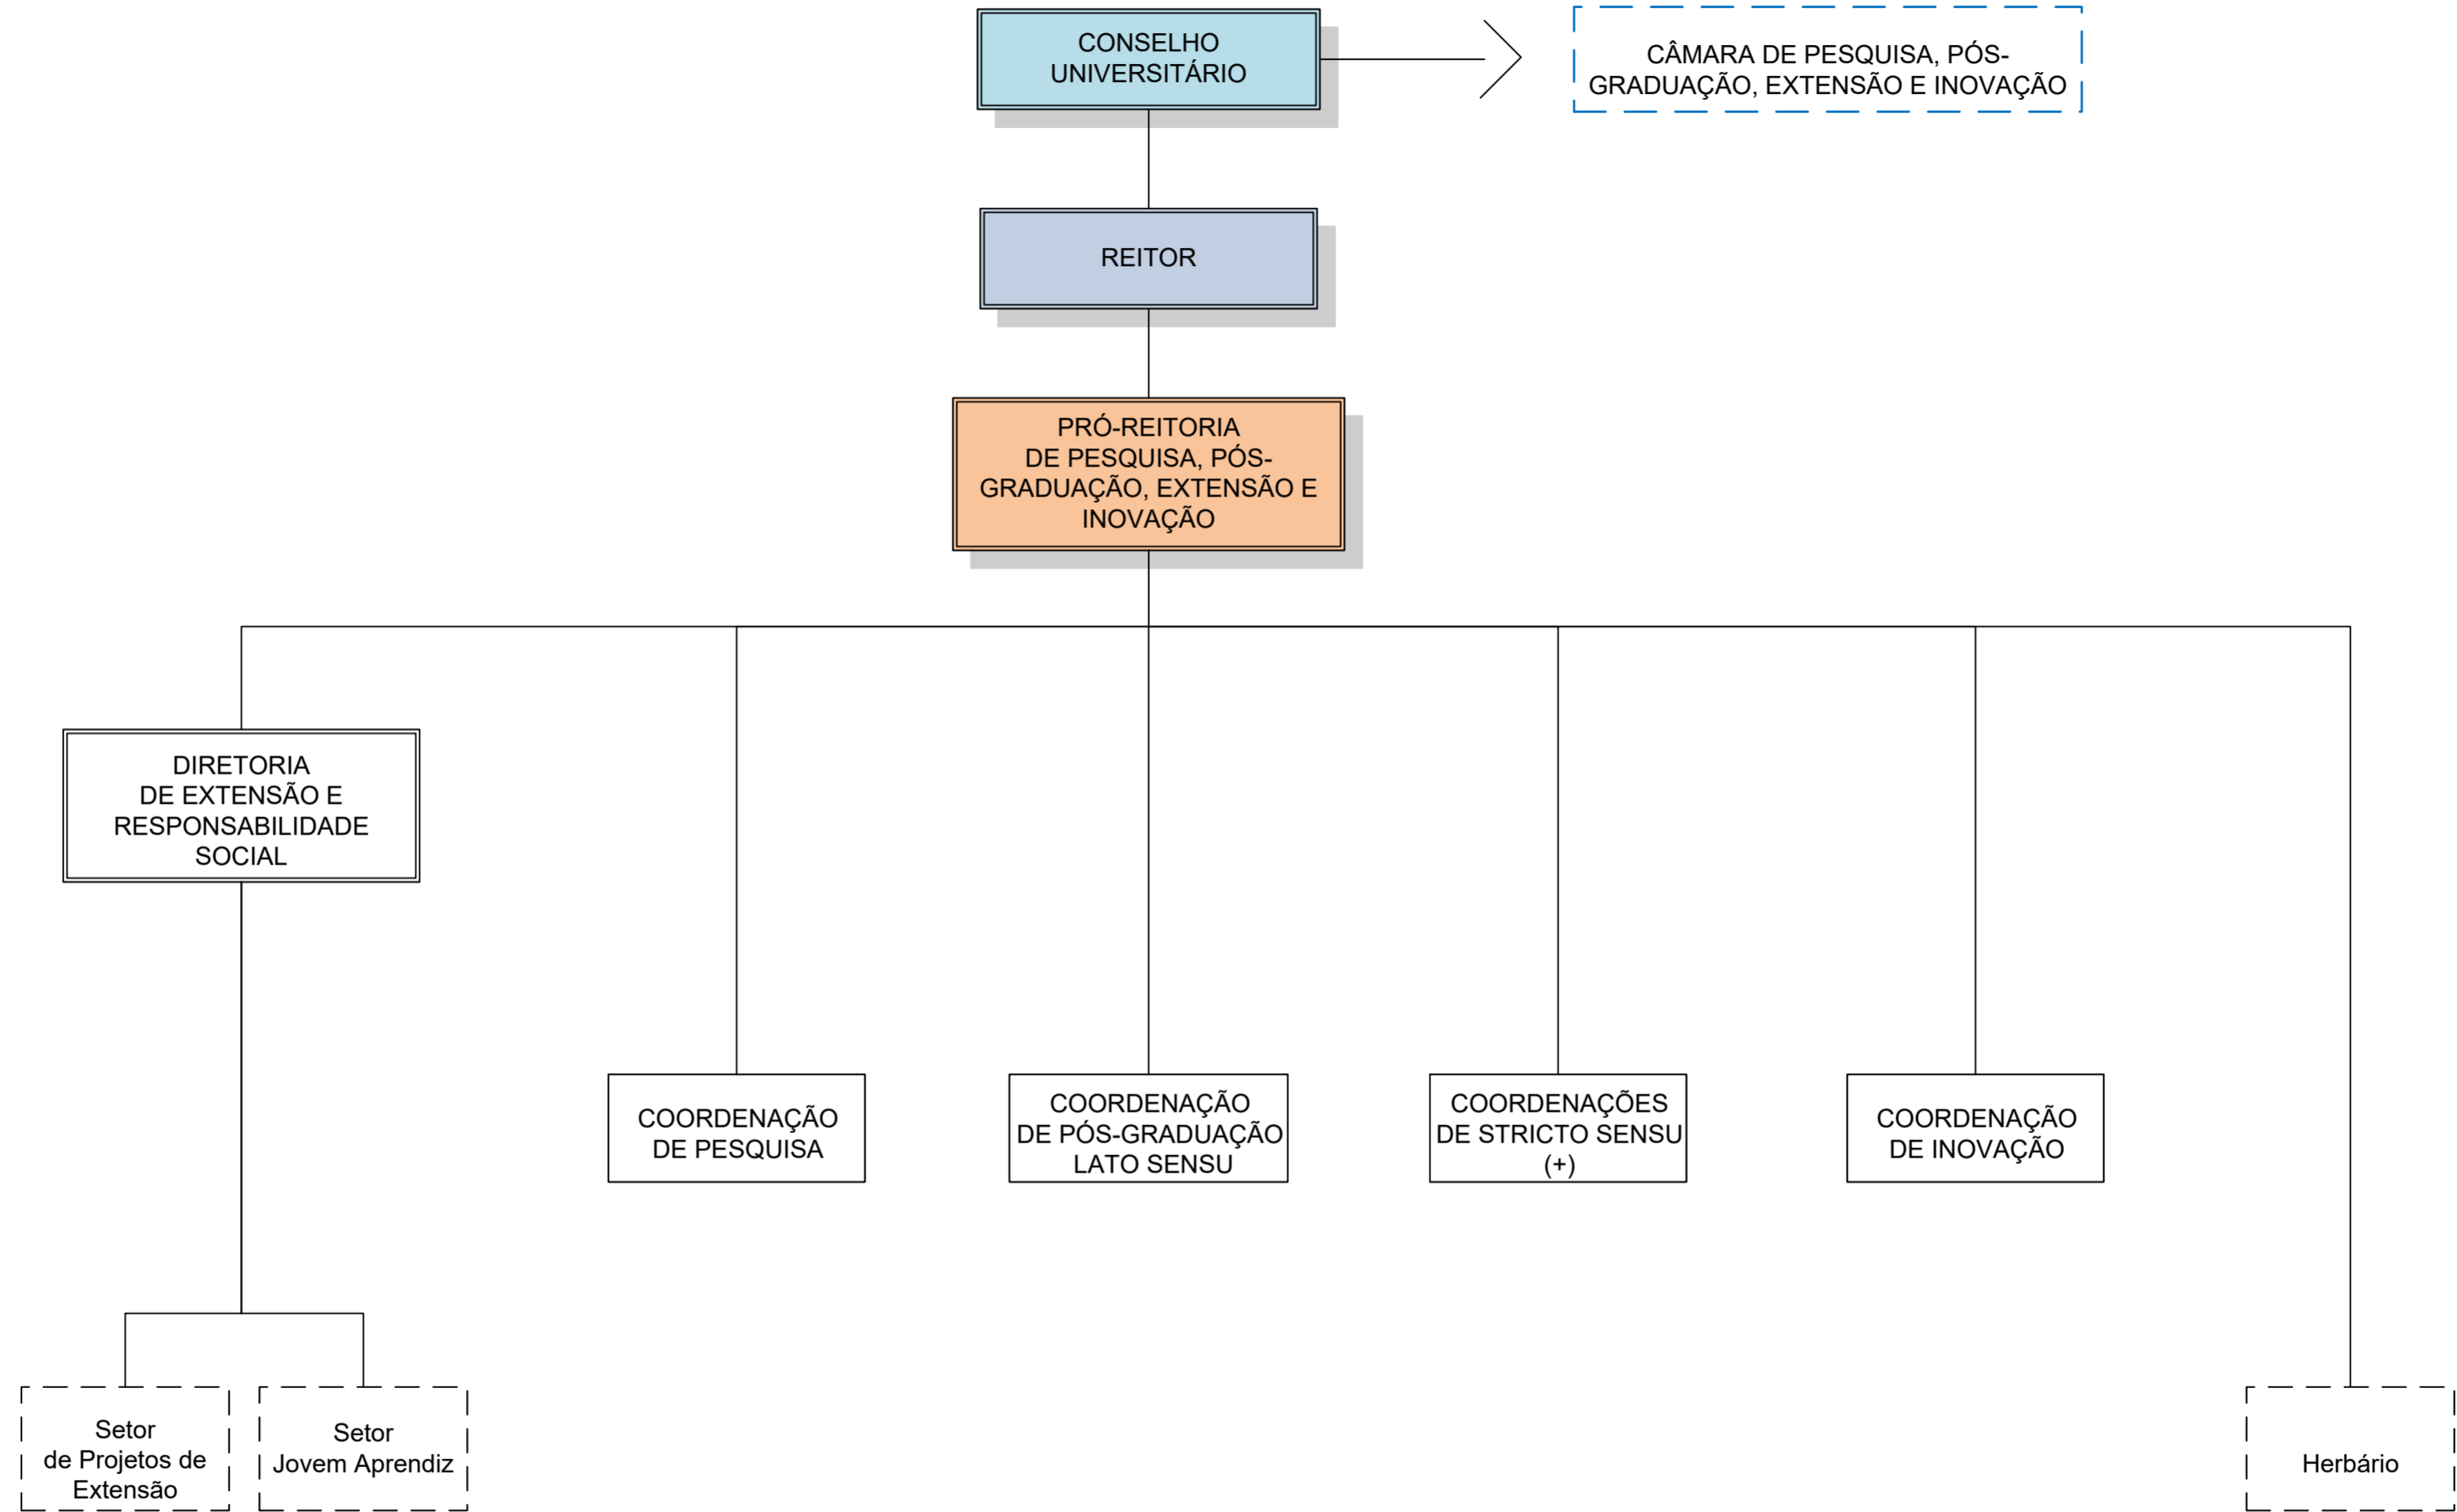 CONSELHO
UNIVERSITÁRIO
CÂMARA DE PESQUISA, PÓS-
GRADUAÇÃO, EXTENSÃO E INOVAÇÃO
REITOR
PRÓ-REITORIA
DE PESQUISA, PÓS-
GRADUAÇÃO, EXTENSÃO E
INOVAÇÃO
DIRETORIA
DE EXTENSÃO E
RESPONSABILIDADE
SOCIAL
COORDENAÇÃO
DE PESQUISA
COORDENAÇÃO
DE PÓS-GRADUAÇÃO
LATO SENSU
COORDENAÇÕES
DE STRICTO SENSU
(+)
COORDENAÇÃO
DE INOVAÇÃO
Setor
de Projetos de
Extensão
Setor
Jovem Aprendiz
Herbário